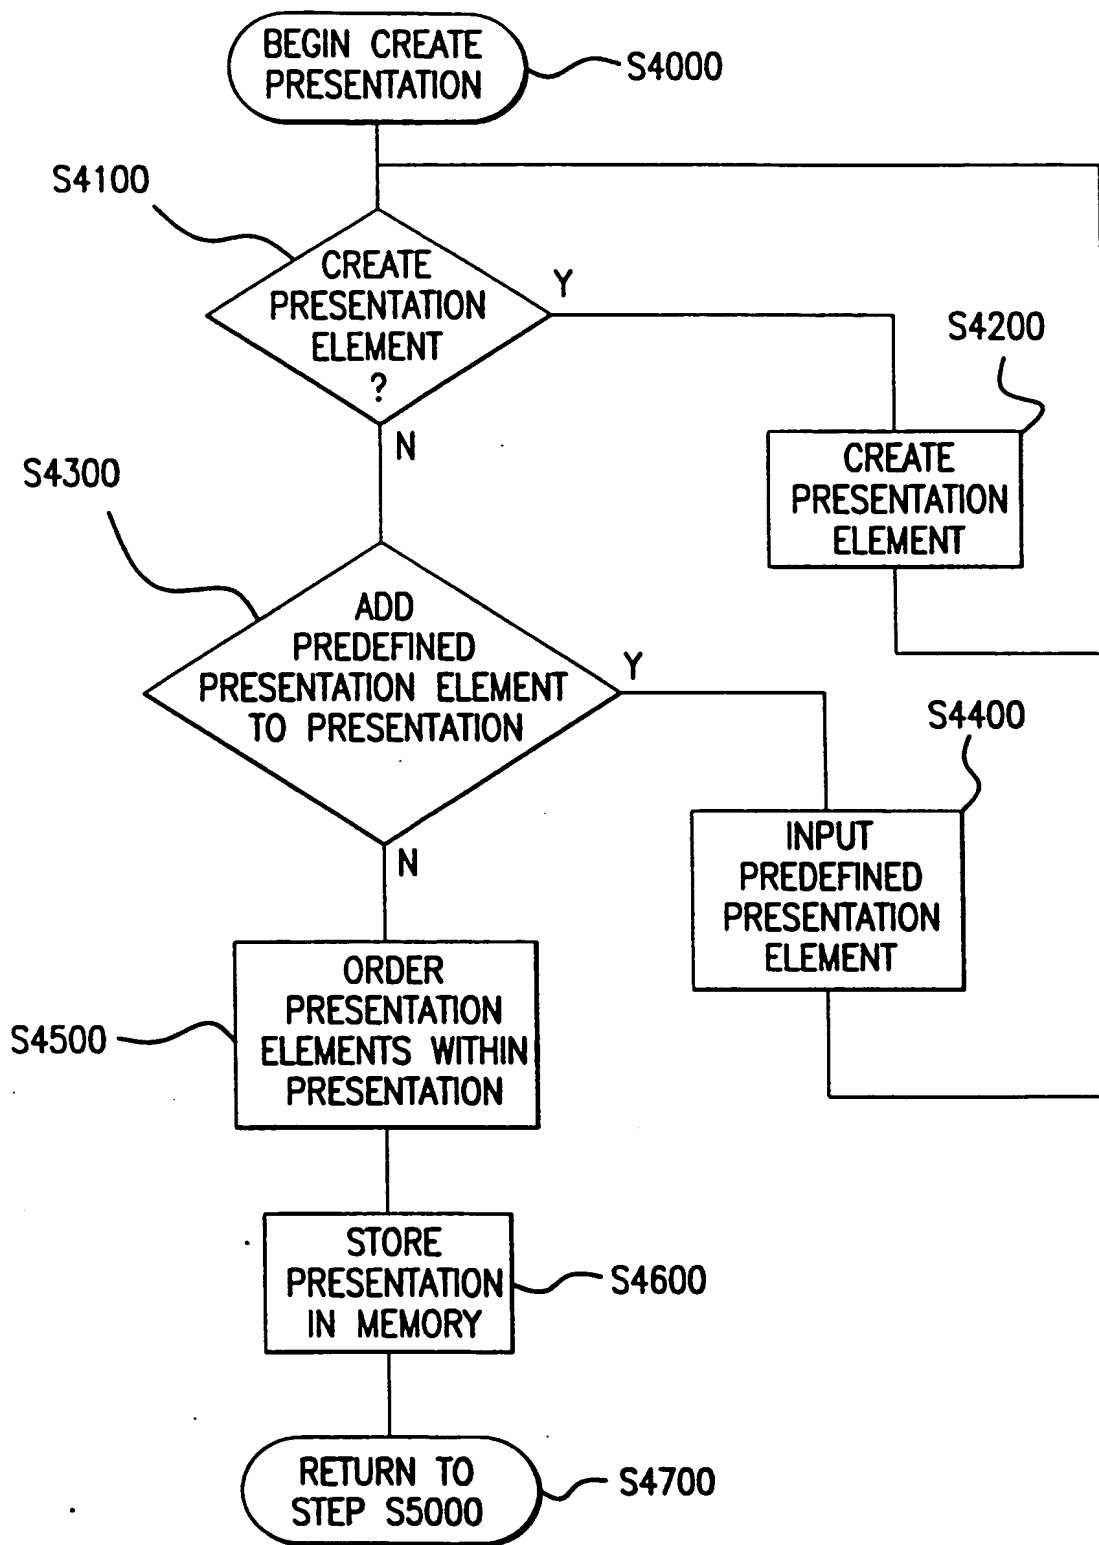 BEGIN CREATE
PRESENTATION
S4000
S4100
CREATE
PRESENTATION
ELEMENT
?
Y
N
S4200
CREATE
PRESENTATION
ELEMENT
S4300
ADD
PREDEFINED
PRESENTATION ELEMENT
TO PRESENTATION
Y
N
S4400
INPUT
PREDEFINED
PRESENTATION
ELEMENT
ORDER
PRESENTATION
ELEMENTS WITHIN
PRESENTATION
S4500
STORE
PRESENTATION
IN MEMORY
S4600
RETURN TO
STEP S5000
S4700